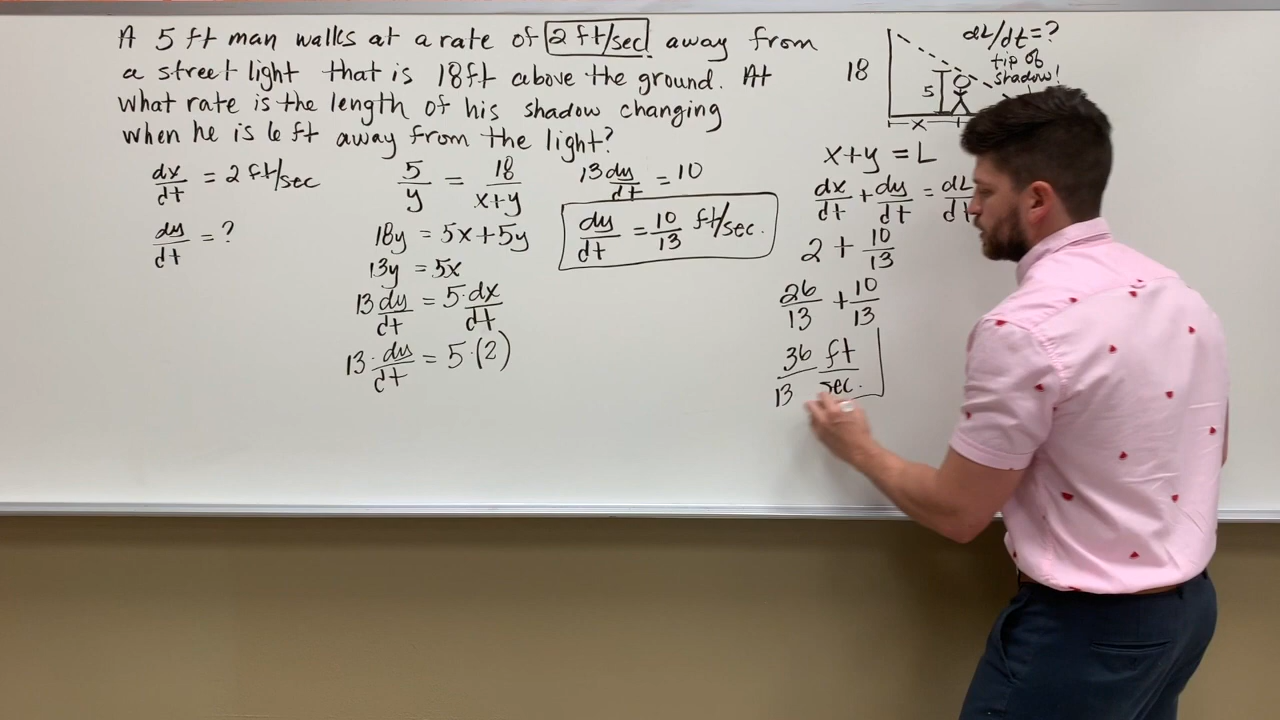 A 5 ft man walks at a rate of 2 ft/sec away from
a street light that is 18ft above the ground. At
what rate is the length of his shadow changing
when he is 6 ft away from the light?
dx/dt = 2 ft/sec
dy/dt = ?
5/y = 18/x+y
18y = 5x+5y
13y = 5x
13 dy/dt = 5·dx/dt
13·dy/dt = 5·(2)
13dy/dt = 10
dy/dt = 10/13 ft/sec.
18
5
x
dL/dt=?
tip of
shadow!
x+y = L
dx/dt + dy/dt = dL/dt
2 + 10/13
26/13 + 10/13
36/13 ft/sec.